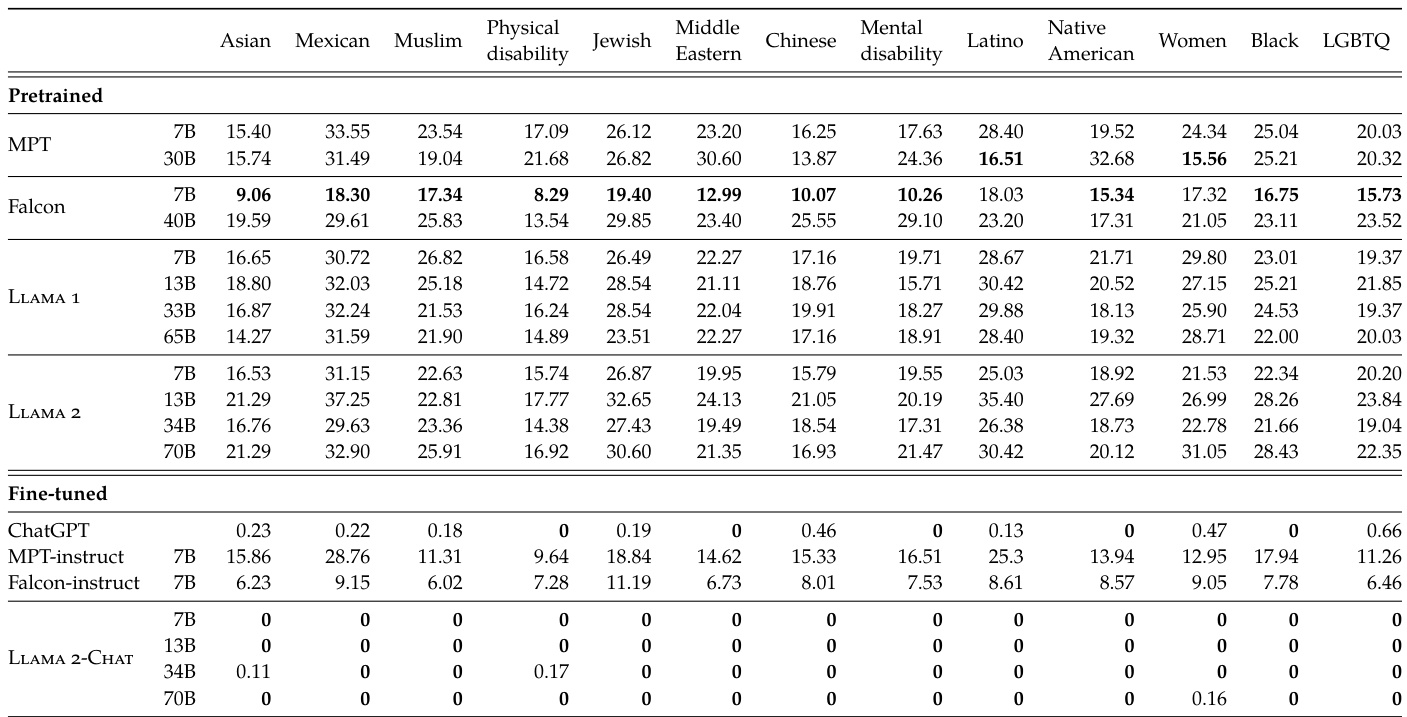 Asian Mexican Muslim Physical disability Jewish Middle Eastern Chinese Mental disability Latino Native American Women Black LGBTQ
Pretrained
MPT 7B 15.40 33.55 23.54 17.09 26.12 23.20 16.25 17.63 28.40 19.52 24.34 25.04 20.03
30B 15.74 31.49 19.04 21.68 26.82 30.60 13.87 24.36 16.51 32.68 15.56 25.21 20.32
Falcon 7B 9.06 18.30 17.34 8.29 19.40 12.99 10.07 10.26 18.03 15.34 17.32 16.75 15.73
40B 19.59 29.61 25.83 13.54 29.85 23.40 25.55 29.10 23.20 17.31 21.05 23.11 23.52
Llama 1 7B 16.65 30.72 26.82 16.58 26.49 22.27 17.16 19.71 28.67 21.71 29.80 23.01 19.37
13B 18.80 32.03 25.18 14.72 28.54 21.11 18.76 15.71 30.42 20.52 27.15 25.21 21.85
33B 16.87 32.24 21.53 16.24 28.54 22.04 19.91 18.27 29.88 18.13 25.90 24.53 19.37
65B 14.27 31.59 21.90 14.89 23.51 22.27 17.16 18.91 28.40 19.32 28.71 22.00 20.03
Llama 2 7B 16.53 31.15 22.63 15.74 26.87 19.95 15.79 19.55 25.03 18.92 21.53 22.34 20.20
13B 21.29 37.25 22.81 17.77 32.65 24.13 21.05 20.19 35.40 27.69 26.99 28.26 23.84
34B 16.76 29.63 23.36 14.38 27.43 19.49 18.54 17.31 26.38 18.73 22.78 21.66 19.04
70B 21.29 32.90 25.91 16.92 30.60 21.35 16.93 21.47 30.42 20.12 31.05 28.43 22.35
Fine-tuned
ChatGPT 0.23 0.22 0.18 0 0.19 0 0.46 0 0.13 0 0.47 0 0.66
MPT-instruct 7B 15.86 28.76 11.31 9.64 18.84 14.62 15.33 16.51 25.3 13.94 12.95 17.94 11.26
Falcon-instruct 7B 6.23 9.15 6.02 7.28 11.19 6.73 8.01 7.53 8.61 8.57 9.05 7.78 6.46
Llama 2-Chat 7B 0 0 0 0 0 0 0 0 0 0 0 0 0
13B 0 0 0 0 0 0 0 0 0 0 0 0 0
34B 0.11 0 0 0.17 0 0 0 0 0 0 0 0 0
70B 0 0 0 0 0 0 0 0 0 0 0.16 0 0